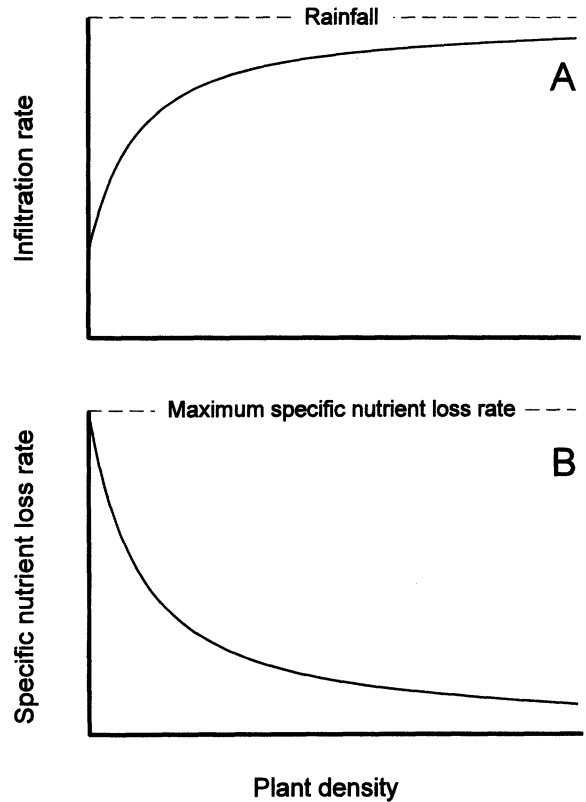 Rainfall
A
Infiltration rate
Maximum specific nutrient loss rate
B
Specific nutrient loss rate
Plant density